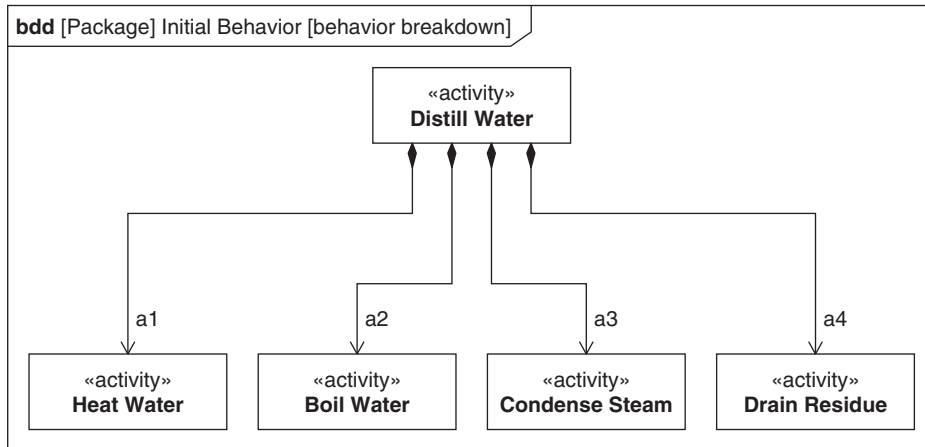 bdd [Package] Initial Behavior [behavior breakdown]
«activity»
Distill Water
a1
a2
a3
a4
«activity»
Heat Water
«activity»
Boil Water
«activity»
Condense Steam
«activity»
Drain Residue